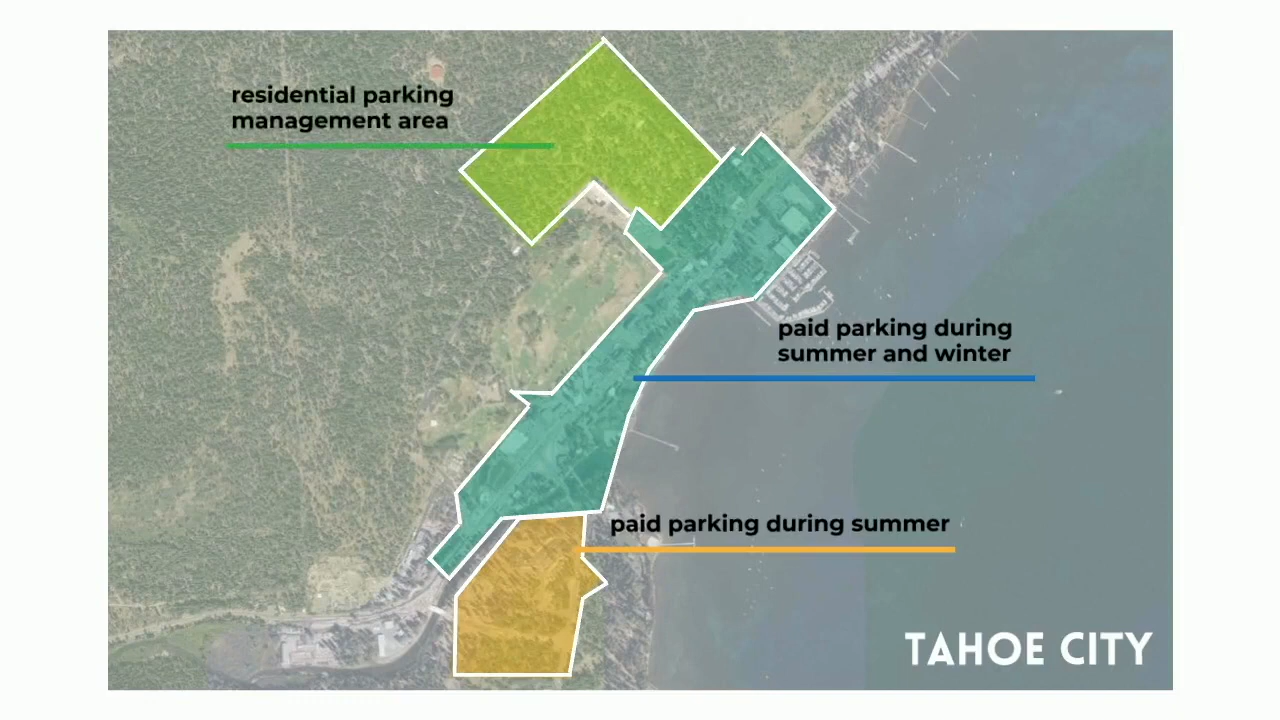 residential parking
management area
paid parking during
summer and winter
paid parking during summer
TAHOE CITY